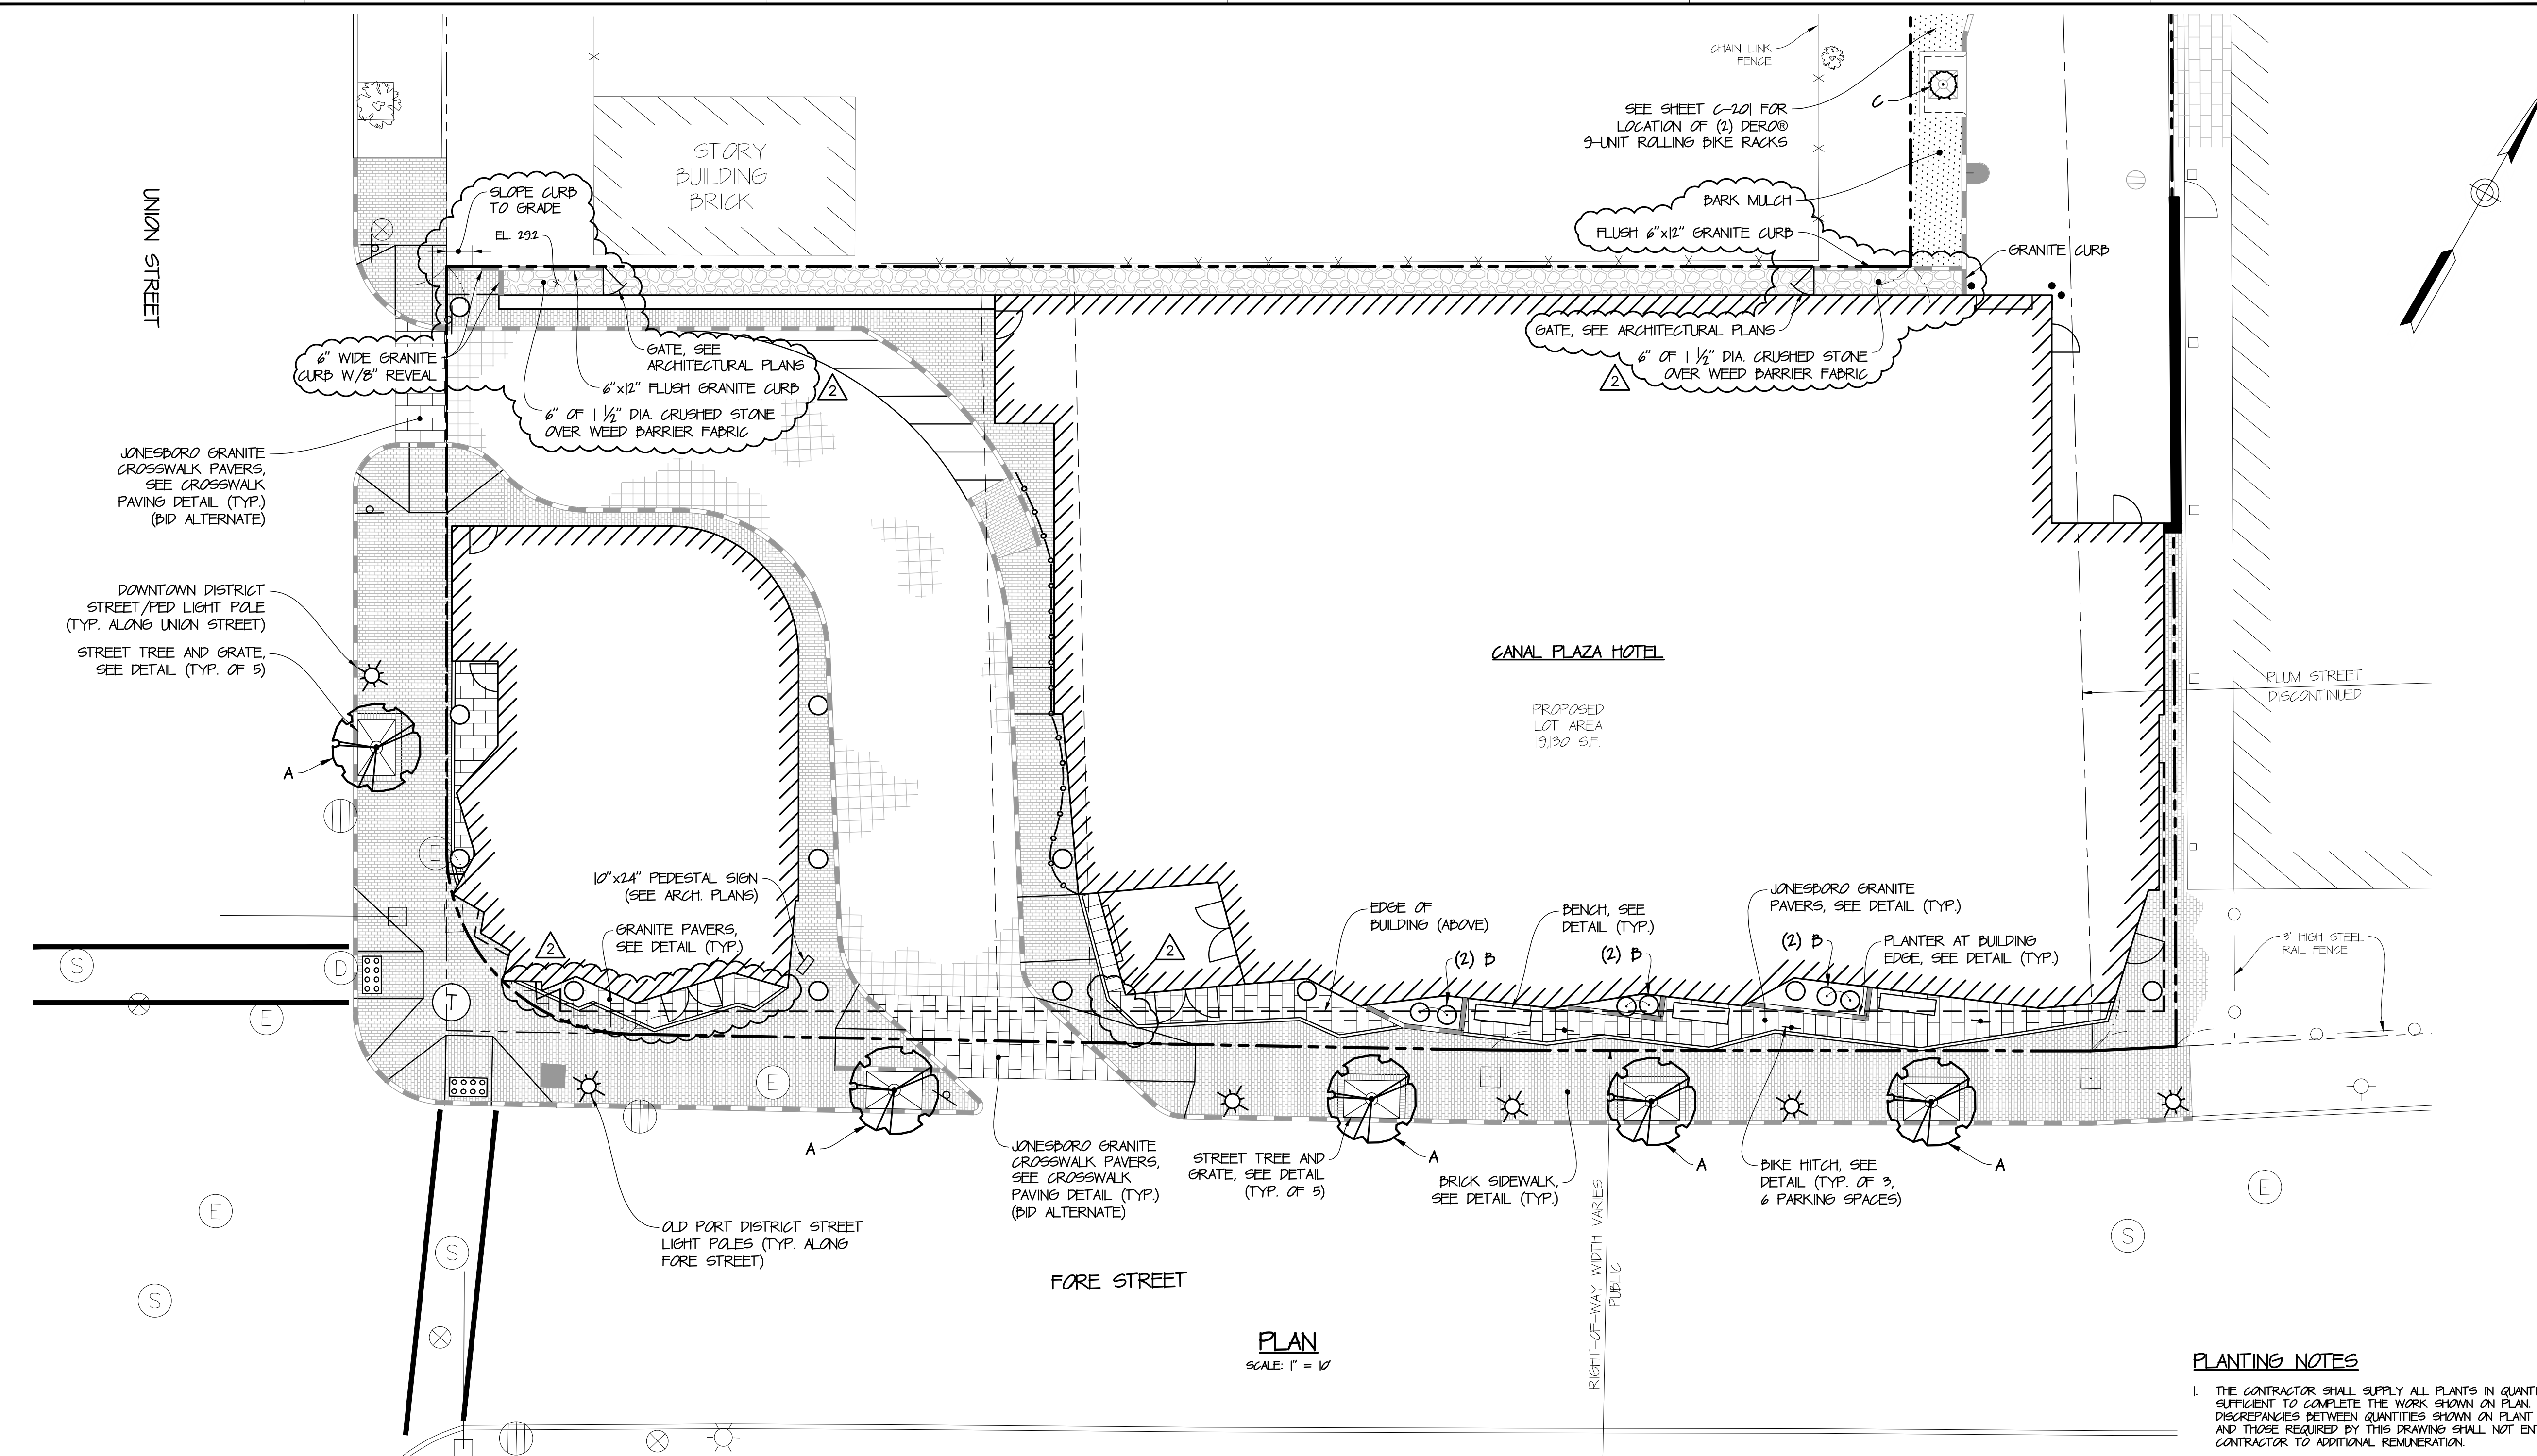 CHAIN LINK
FENCE
SEE SHEET C-201 FOR
LOCATION OF (2) DERO®
9-UNIT ROLLING BIKE RACKS
C
1 STORY
BUILDING
BRICK
UNION STREET
SLOPE CURB
TO GRADE
EL. 29.2
BARK MULCH
FLUSH 6"x12" GRANITE CURB
GRANITE CURB
6" WIDE GRANITE
CURB W/8" REVEAL
GATE, SEE
ARCHITECTURAL PLANS
6"x12" FLUSH GRANITE CURB
2
6" OF 1 1/2" DIA. CRUSHED STONE
OVER WEED BARRIER FABRIC
GATE, SEE ARCHITECTURAL PLANS
6" OF 1 1/2" DIA. CRUSHED STONE
OVER WEED BARRIER FABRIC
2
JONESBORO GRANITE
CROSSWALK PAVERS,
SEE CROSSWALK
PAVING DETAIL (TYP.)
(BID ALTERNATE)
DOWNTOWN DISTRICT
STREET/PED LIGHT POLE
(TYP. ALONG UNION STREET)
STREET TREE AND GRATE,
SEE DETAIL (TYP. OF 5)
A
CANAL PLAZA HOTEL
PROPOSED
LOT AREA
19,130 S.F.
PLUM STREET
DISCONTINUED
E
10"x24" PEDESTAL SIGN
(SEE ARCH. PLANS)
GRANITE PAVERS,
SEE DETAIL (TYP.)
2
2
EDGE OF
BUILDING (ABOVE)
BENCH, SEE
DETAIL (TYP.)
JONESBORO GRANITE
PAVERS, SEE DETAIL (TYP.)
(2) B
(2) B
(2) B
PLANTER AT BUILDING
EDGE, SEE DETAIL (TYP.)
3' HIGH STEEL
RAIL FENCE
S
D
T
E
E
A
JONESBORO GRANITE
CROSSWALK PAVERS,
SEE CROSSWALK
PAVING DETAIL (TYP.)
(BID ALTERNATE)
STREET TREE AND
GRATE, SEE DETAIL
(TYP. OF 5)
A
BRICK SIDEWALK,
SEE DETAIL (TYP.)
A
BIKE HITCH, SEE
DETAIL (TYP. OF 3,
6 PARKING SPACES)
A
E
E
S
S
S
OLD PORT DISTRICT STREET
LIGHT POLES (TYP. ALONG
FORE STREET)
FORE STREET
RIGHT-OF-WAY WIDTH VARIES
PUBLIC
PLAN
SCALE: 1" = 10'
PLANTING NOTES
1. THE CONTRACTOR SHALL SUPPLY ALL PLANTS IN QUANTI
SUFFICIENT TO COMPLETE THE WORK SHOWN ON PLAN.
DISCREPANCIES BETWEEN QUANTITIES SHOWN ON PLANT
AND THOSE REQUIRED BY THIS DRAWING SHALL NOT EN
CONTRACTOR TO ADDITIONAL REMUNERATION.